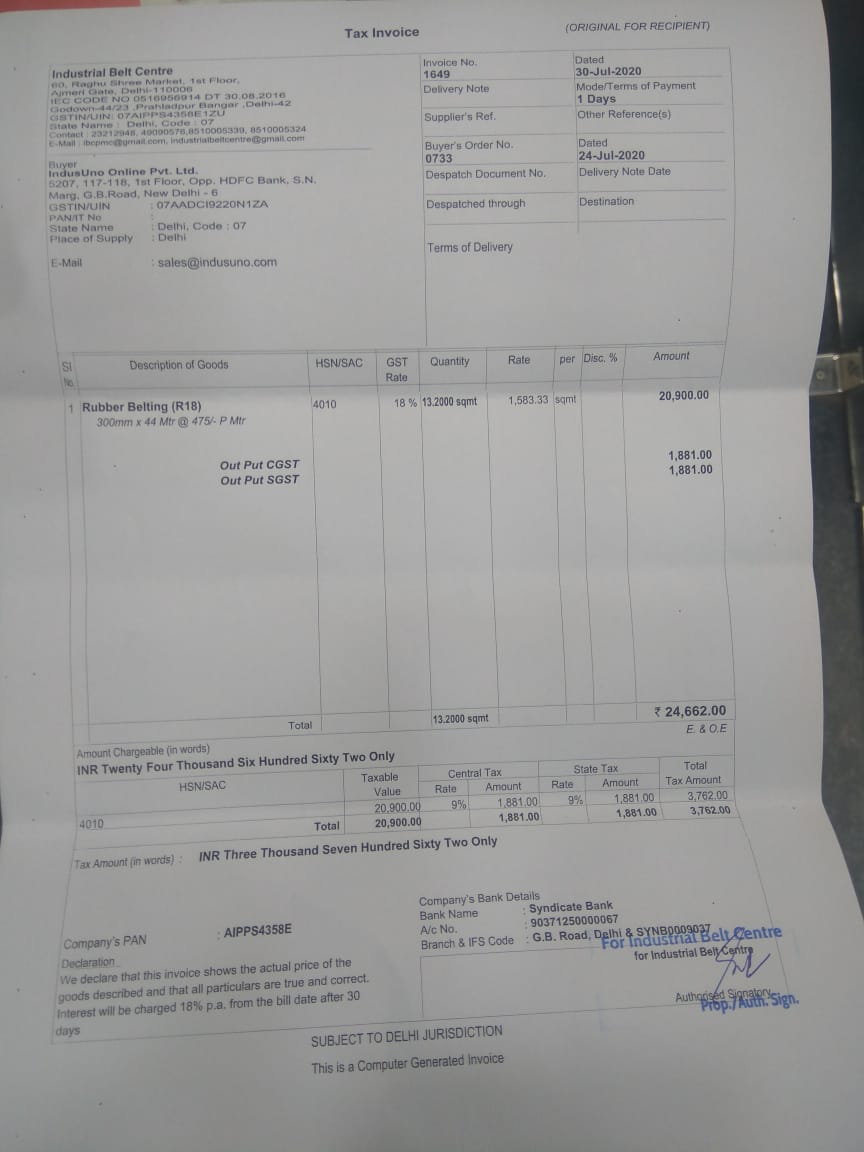 Tax Invoice
(ORIGINAL FOR RECIPIENT)
Industrial Belt Centre
60, Raghu Shree Market, 1st Floor,
Ajmeri Gate, Delhi-110006
IEC CODE NO 0516956914 DT 30.08.2016
Godown-44/23 ,Prahladpur Bangar ,Delhi-42
GSTIN/UIN: 07AIPPS4358E1ZU
State Name : Delhi, Code : 07
Contact : 23212948, 49090576,8510005339, 8510005324
E-Mail : ibcpmc@gmail.com, industrialbeltcentre@gmail.com
Invoice No.
1649
Dated
30-Jul-2020
Delivery Note
Mode/Terms of Payment
1 Days
Supplier's Ref.
Other Reference(s)
Buyer
IndusUno Online Pvt. Ltd.
5207, 117-118, 1st Floor, Opp. HDFC Bank, S.N.
Marg, G.B.Road, New Delhi - 6
GSTIN/UIN : 07AADCI9220N1ZA
PAN/IT No :
State Name : Delhi, Code : 07
Place of Supply : Delhi
E-Mail : sales@indusuno.com
Buyer's Order No.
0733
Dated
24-Jul-2020
Despatch Document No.
Delivery Note Date
Despatched through
Destination
Terms of Delivery
Sl No. Description of Goods HSN/SAC GST Rate Quantity Rate per Disc. % Amount
1 Rubber Belting (R18) 4010 18 % 13.2000 sqmt 1,583.33 sqmt 20,900.00
300mm x 44 Mtr @ 475/- P Mtr
Out Put CGST 1,881.00
Out Put SGST 1,881.00
Total 13.2000 sqmt ₹ 24,662.00
Amount Chargeable (in words) E. & O.E
INR Twenty Four Thousand Six Hundred Sixty Two Only
HSN/SAC Taxable Value Central Tax Rate Amount State Tax Rate Amount Total Tax Amount
4010 20,900.00 9% 1,881.00 9% 1,881.00 3,762.00
Total 20,900.00 1,881.00 1,881.00 3,762.00
Tax Amount (in words) : INR Three Thousand Seven Hundred Sixty Two Only
Company's Bank Details
Bank Name : Syndicate Bank
A/c No. : 90371250000067
Branch & IFS Code : G.B. Road, Delhi & SYNB0009037
Company's PAN : AIPPS4358E
Declaration
We declare that this invoice shows the actual price of the
goods described and that all particulars are true and correct.
Interest will be charged 18% p.a. from the bill date after 30
days
For Industrial Belt Centre
for Industrial Belt Centre
Authorised Signatory
Prop./Auth. Sign.
SUBJECT TO DELHI JURISDICTION
This is a Computer Generated Invoice